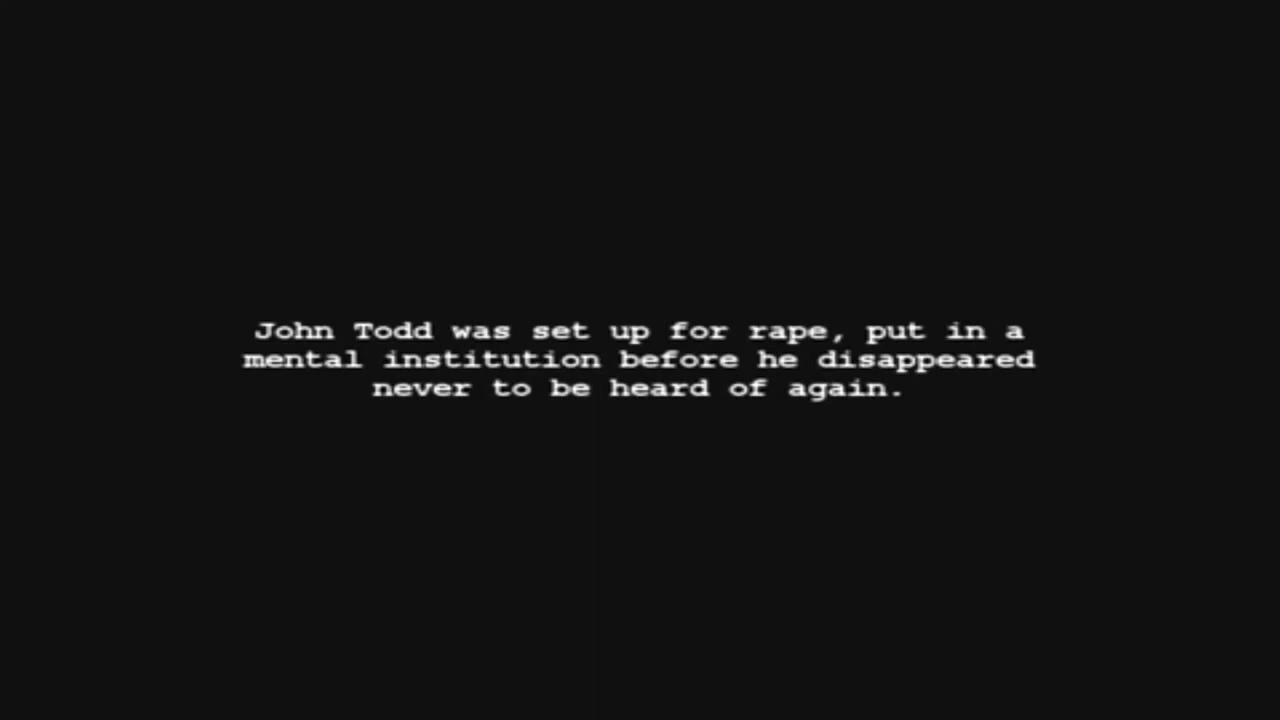 John Todd was set up for rape, put in a
mental institution before he disappeared
never to be heard of again.